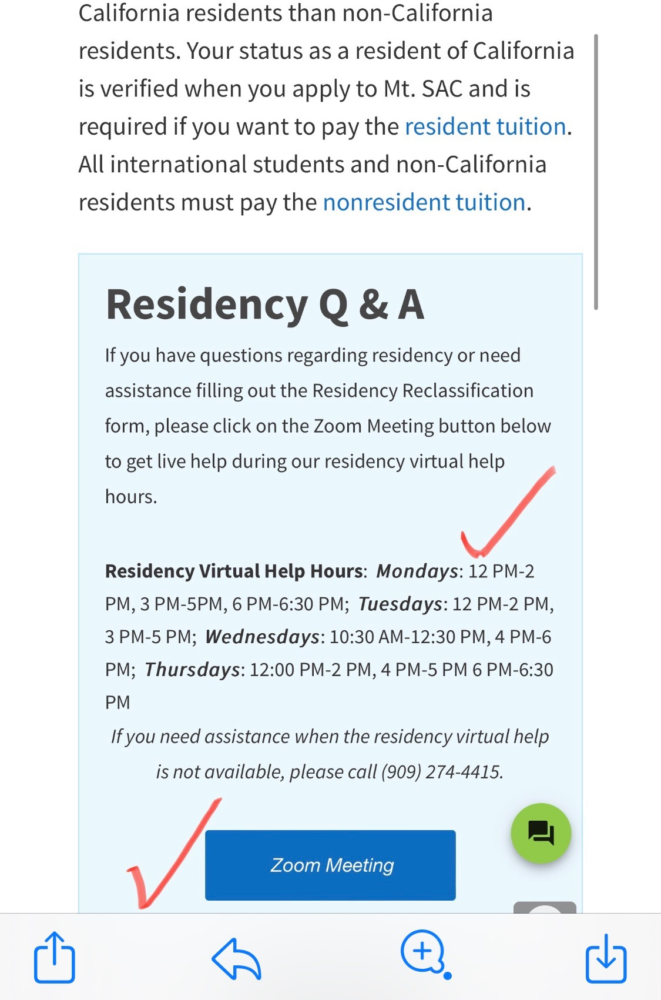 California residents than non-California
residents. Your status as a resident of California
is verified when you apply to Mt. SAC and is
required if you want to pay the resident tuition.
All international students and non-California
residents must pay the nonresident tuition.
Residency Q & A
If you have questions regarding residency or need
assistance filling out the Residency Reclassification
form, please click on the Zoom Meeting button below
to get live help during our residency virtual help
hours.
Residency Virtual Help Hours: Mondays: 12 PM-2
PM, 3 PM-5PM, 6 PM-6:30 PM; Tuesdays: 12 PM-2 PM,
3 PM-5 PM; Wednesdays: 10:30 AM-12:30 PM, 4 PM-6
PM; Thursdays: 12:00 PM-2 PM, 4 PM-5 PM 6 PM-6:30
PM
If you need assistance when the residency virtual help
is not available, please call (909) 274-4415.
Zoom Meeting